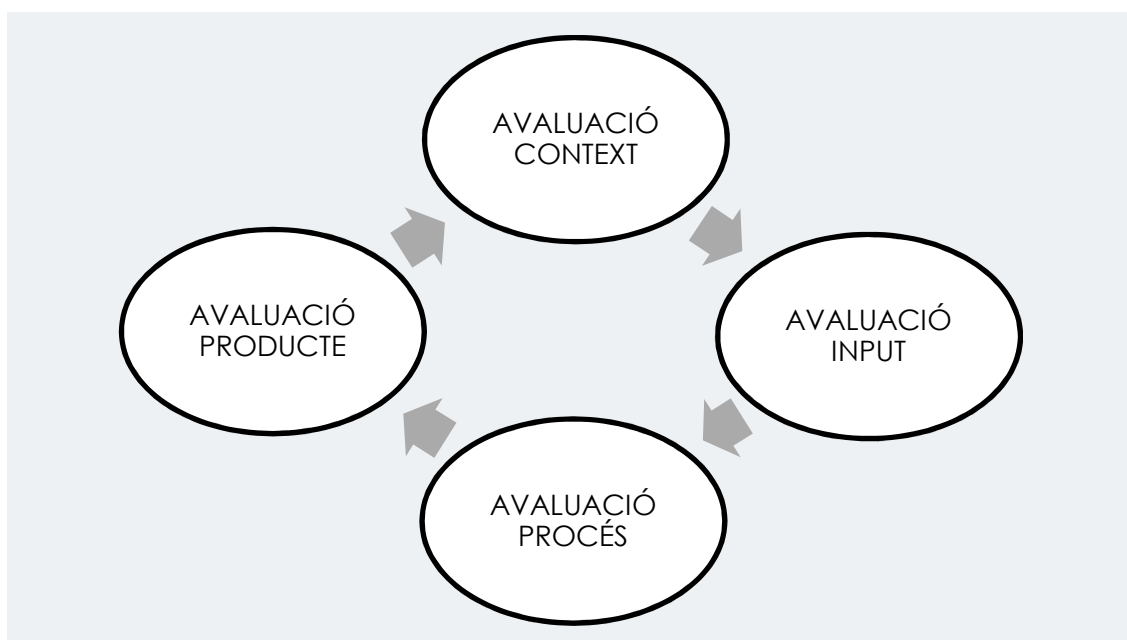 AVALUACIÓ
CONTEXT
AVALUACIÓ
INPUT
AVALUACIÓ
PROCÉS
AVALUACIÓ
PRODUCTE